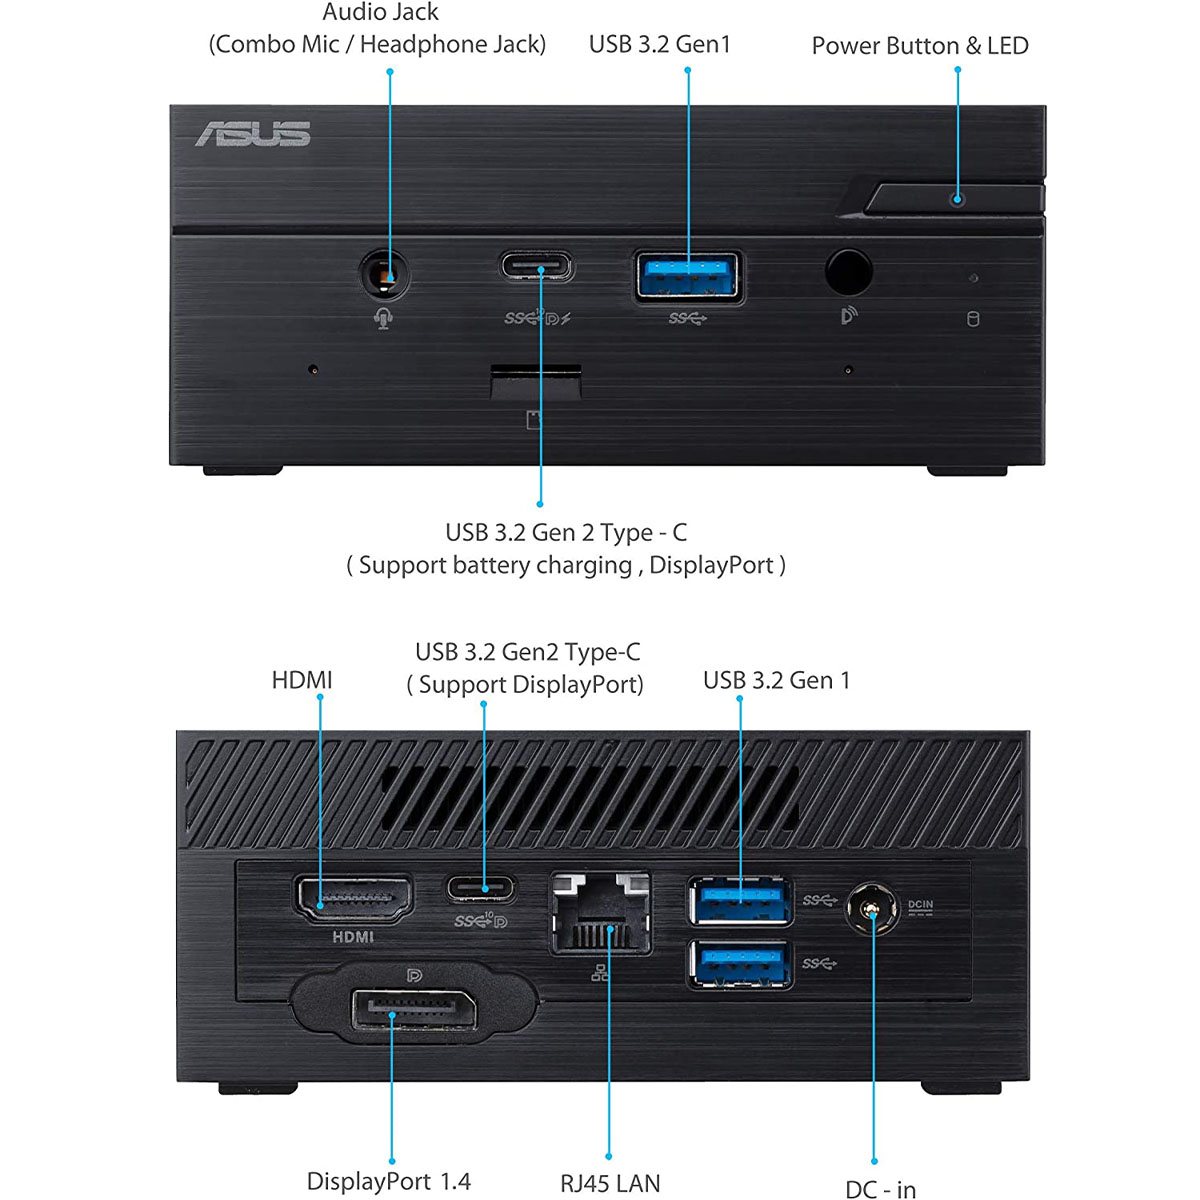 Audio Jack
(Combo Mic / Headphone Jack)
USB 3.2 Gen1
Power Button & LED
ASUS
USB 3.2 Gen 2 Type - C
( Support battery charging , DisplayPort )
HDMI
USB 3.2 Gen2 Type-C
( Support DisplayPort)
USB 3.2 Gen 1
DC IN
HDMI
DisplayPort 1.4
RJ45 LAN
DC - in